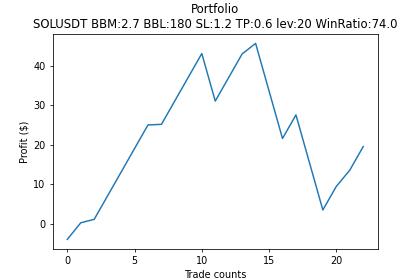 Portfolio
SOLUSDT BBM:2.7 BBL:180 SL:1.2 TP:0.6 lev:20 WinRatio:74.0
40
30
20
10
0
Profit ($)
0 5 10 15 20
Trade counts